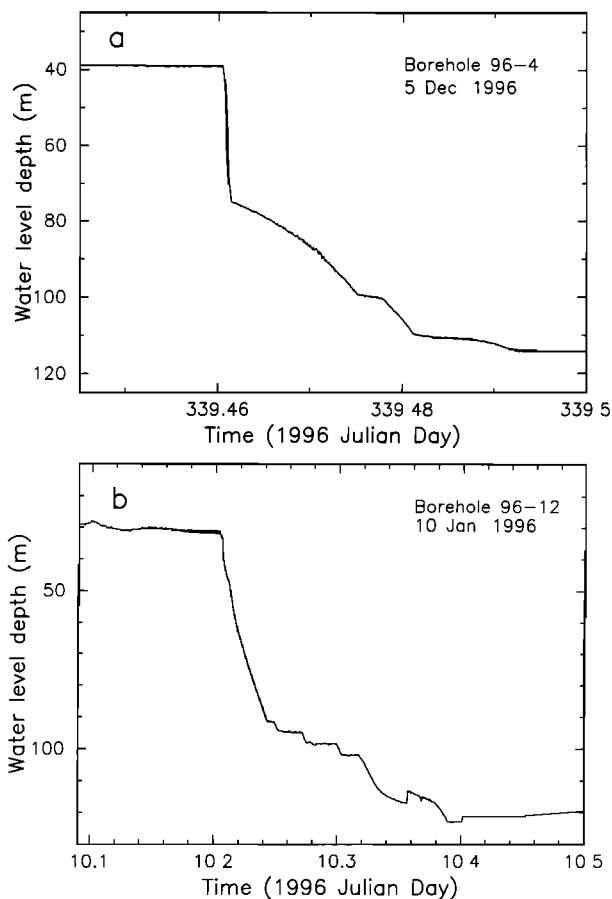 a
Borehole 96-4
5 Dec 1996
40
60
80
100
120
Water level depth (m)
339.46
339.48
339 5
Time (1996 Julian Day)
b
Borehole 96-12
10 Jan 1996
50
100
Water level depth (m)
10.1
10 2
10.3
10 4
10 5
Time (1996 Julian Day)